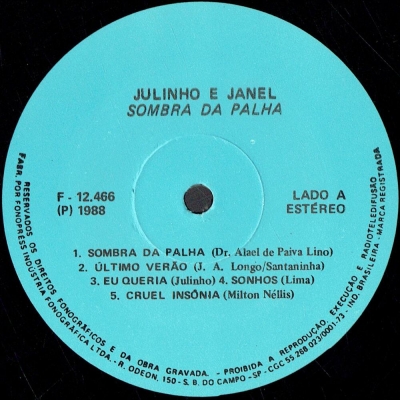 JULINHO E JANEL
SOMBRA DA PALHA
F - 12.466
(P) 1988
LADO A
ESTÉREO
1. SOMBRA DA PALHA (Dr. Alael de Paiva Lino)
2. ÚLTIMO VERÃO (J. A. Longo/Santaninha)
3. EU QUERIA (Julinho) 4. SONHOS (Lima)
5. CRUEL INSÔNIA (Milton Néllis)
FABR. POR FONOPRESS INDÚSTRIA FONOGRÁFICA LTDA. - R. ODEON, 150 - S. B. DO CAMPO - SP - CGC 55 268 023/0001-73 - IND. BRASILEIRA - MARCA REGISTRADA
RESERVADOS OS DIREITOS FONOGRÁFICOS E DA OBRA GRAVADA. - PROIBIDA A REPRODUÇÃO, EXECUÇÃO E RADIOTELEDIFUSÃO